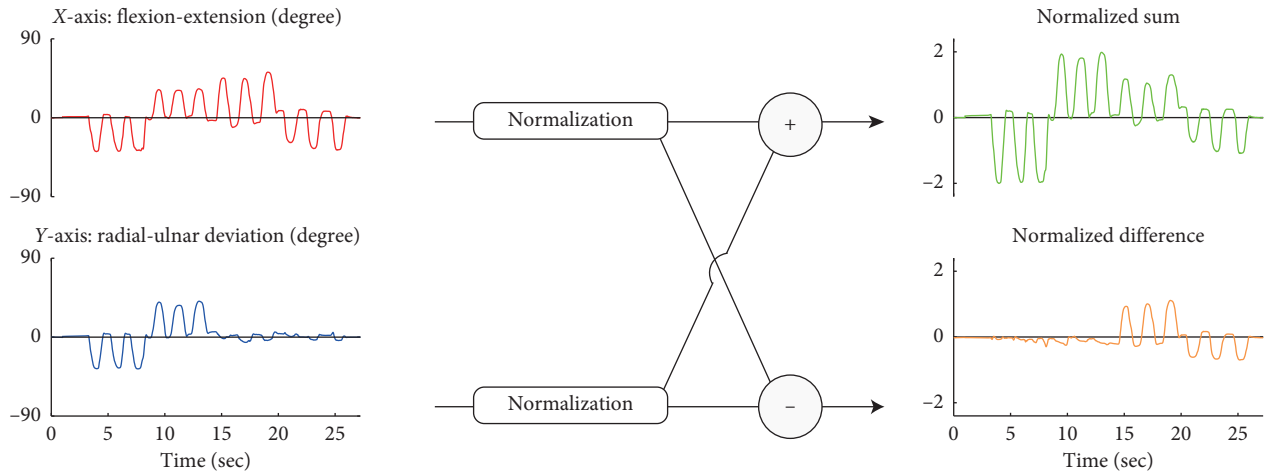 X-axis: flexion-extension (degree)
90
0
−90
Y-axis: radial-ulnar deviation (degree)
90
0
−90
0 5 10 15 20 25
Time (sec)
Normalization
+
Normalization
−
Normalized sum
2
0
−2
Normalized difference
2
0
−2
0 5 10 15 20 25
Time (sec)